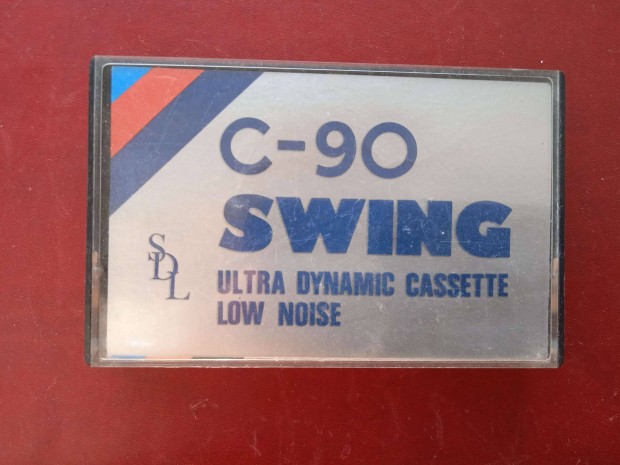 C-90
SWING
SDL
ULTRA DYNAMIC CASSETTE
LOW NOISE